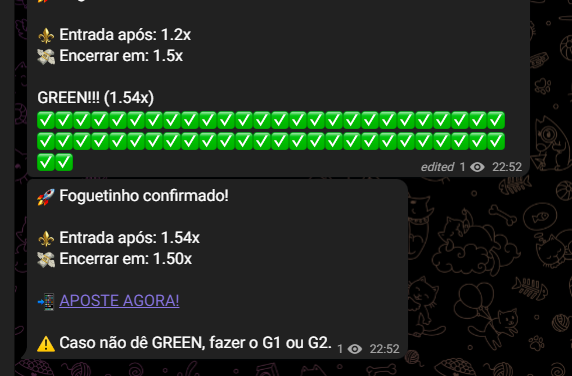 ⚜️ Entrada após: 1.2x
💸 Encerrar em: 1.5x
GREEN!!! (1.54x)
✅✅✅✅✅✅✅✅✅✅✅✅✅✅✅✅✅✅✅✅✅✅✅✅✅✅
✅✅✅✅✅✅✅✅✅✅✅✅✅✅✅✅✅✅✅✅✅✅✅✅✅✅
✅✅
edited 1 22:52
🚀 Foguetinho confirmado!
⚜️ Entrada após: 1.54x
💸 Encerrar em: 1.50x
📲 APOSTE AGORA!
⚠️ Caso não dê GREEN, fazer o G1 ou G2. 1 22:52